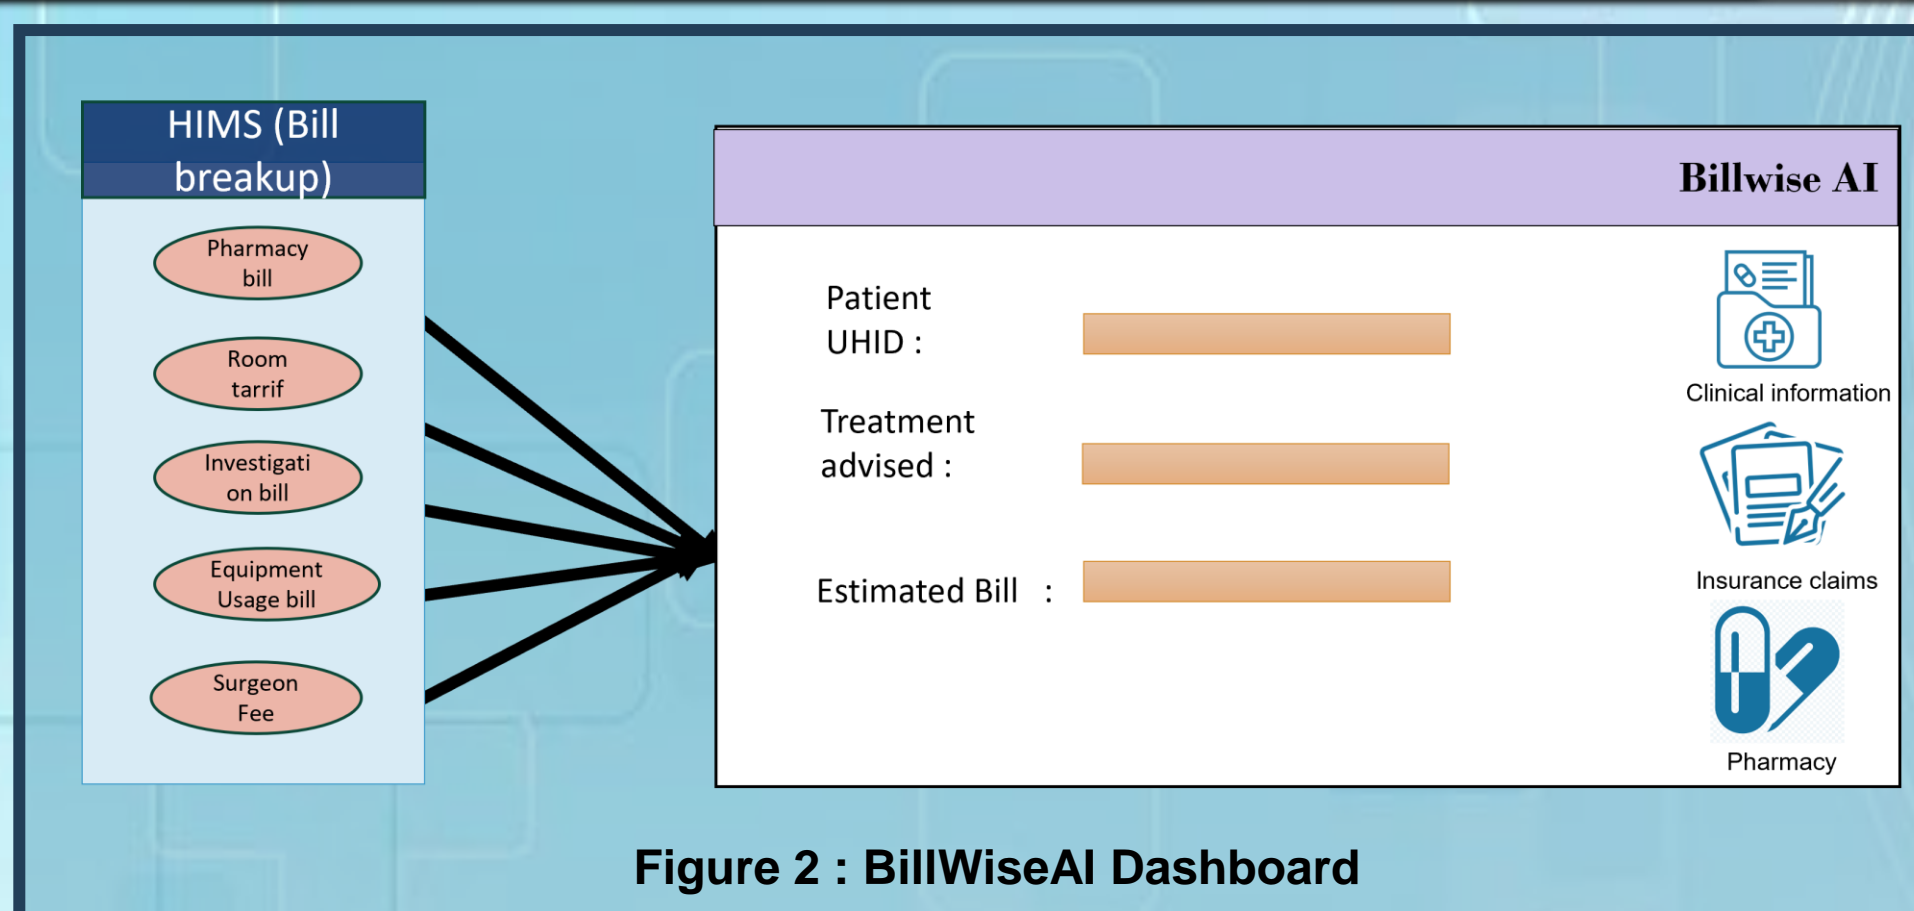 HIMS (Bill
breakup)
Pharmacy
bill
Room
tarrif
Investigati
on bill
Equipment
Usage bill
Surgeon
Fee
Billwise AI
Patient
UHID :
Treatment
advised :
Estimated Bill :
Clinical information
Insurance claims
Pharmacy
Figure 2 : BillWiseAI Dashboard